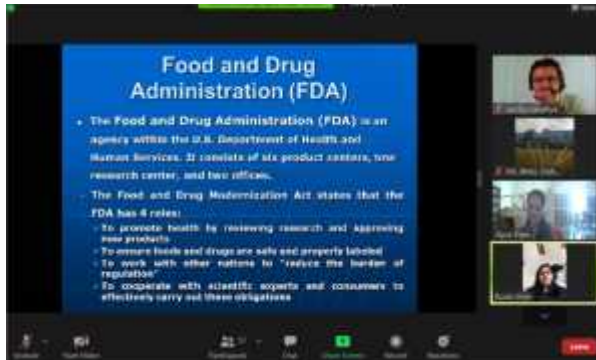 Food and Drug
Administration (FDA)
• The Food and Drug Administration (FDA) is an
agency within the U.S. Department of Health and
Human Services. It consists of six product centers, one
research center, and two offices.
- The Food and Drug Modernization Act states that the
FDA has 4 roles:
- To promote health by reviewing research and approving
new products
- To ensure foods and drugs are safe and properly labeled
- To work with other nations to "reduce the burden of
regulation"
- To cooperate with scientific experts and consumers to
effectively carry out these obligations
Participants
Chat